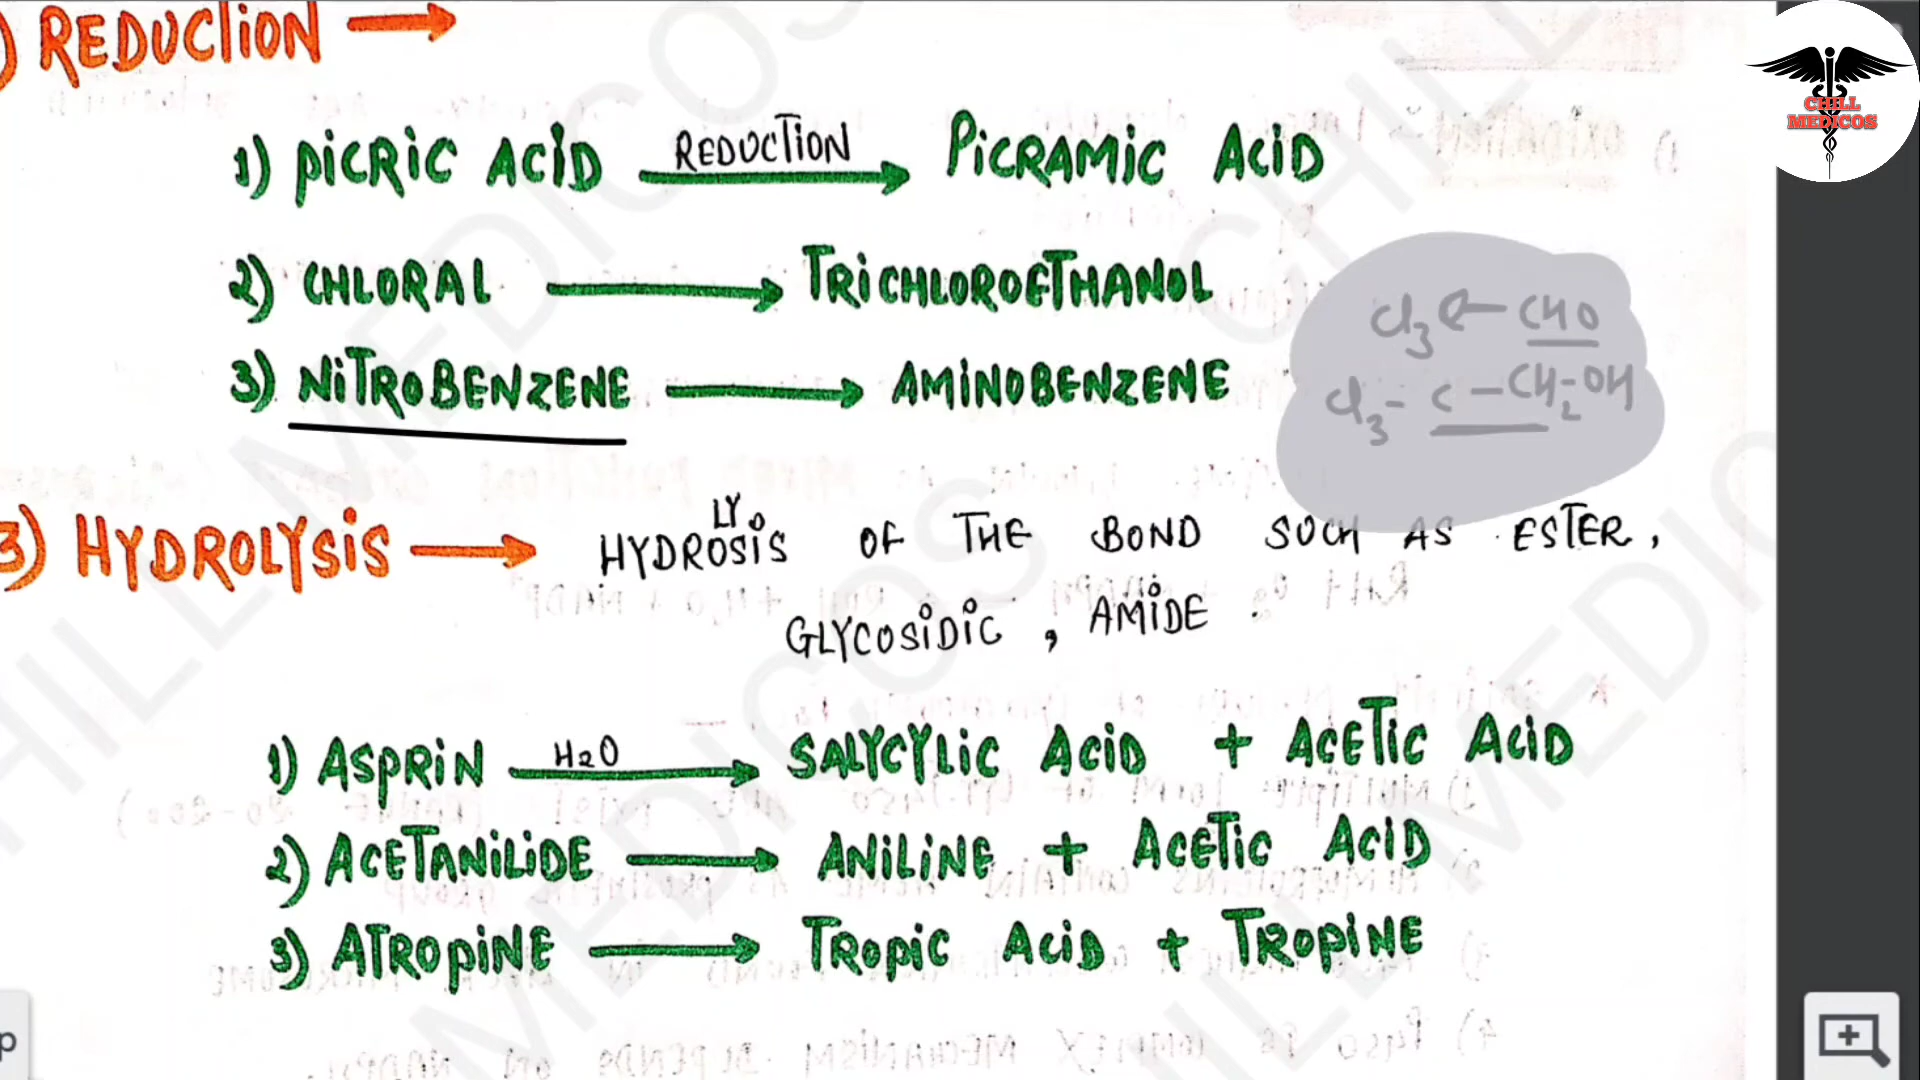 ) REDUCTION →
CHILL
MEDICOS
1) PICRIC ACID REDUCTION → PICRAMIC ACID
2) CHLORAL → TRICHLOROETHANOL
Cl3C-CHO
3) NITROBENZENE → AMINOBENZENE
Cl3-C-CH2-OH
3) HYDROLYSIS → HYDROLYSIS OF THE BOND SUCH AS ESTER,
GLYCOSIDIC, AMIDE
1) ASPRIN H2O → SALYCYLIC ACID + ACETIC ACID
2) ACETANILIDE → ANILINE + ACETIC ACID
3) ATROPINE → TROPIC ACID + TROPINE
CHILL MEDICOS